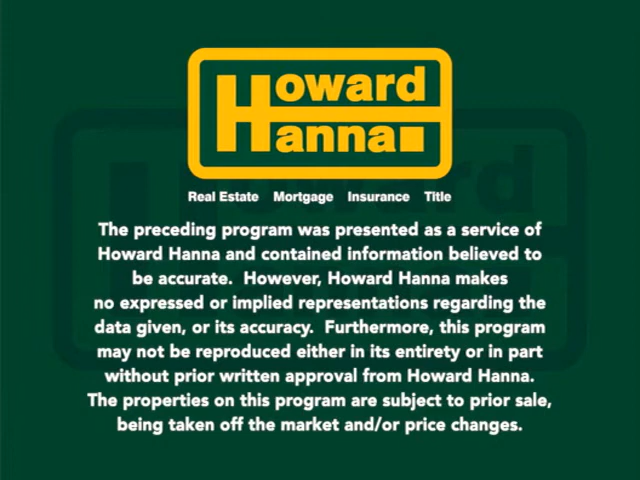 Howard
Hanna
Real Estate Mortgage Insurance Title
The preceding program was presented as a service of
Howard Hanna and contained information believed to
be accurate. However, Howard Hanna makes
no expressed or implied representations regarding the
data given, or its accuracy. Furthermore, this program
may not be reproduced either in its entirety or in part
without prior written approval from Howard Hanna.
The properties on this program are subject to prior sale,
being taken off the market and/or price changes.